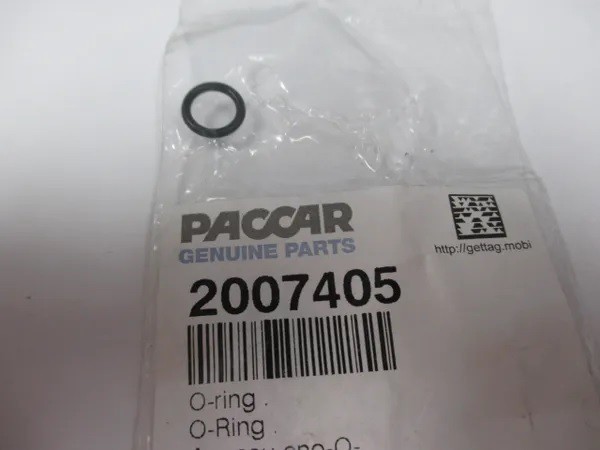 PACCAR
GENUINE PARTS
http://gettag.mobi
2007405
O-ring .
O-Ring .